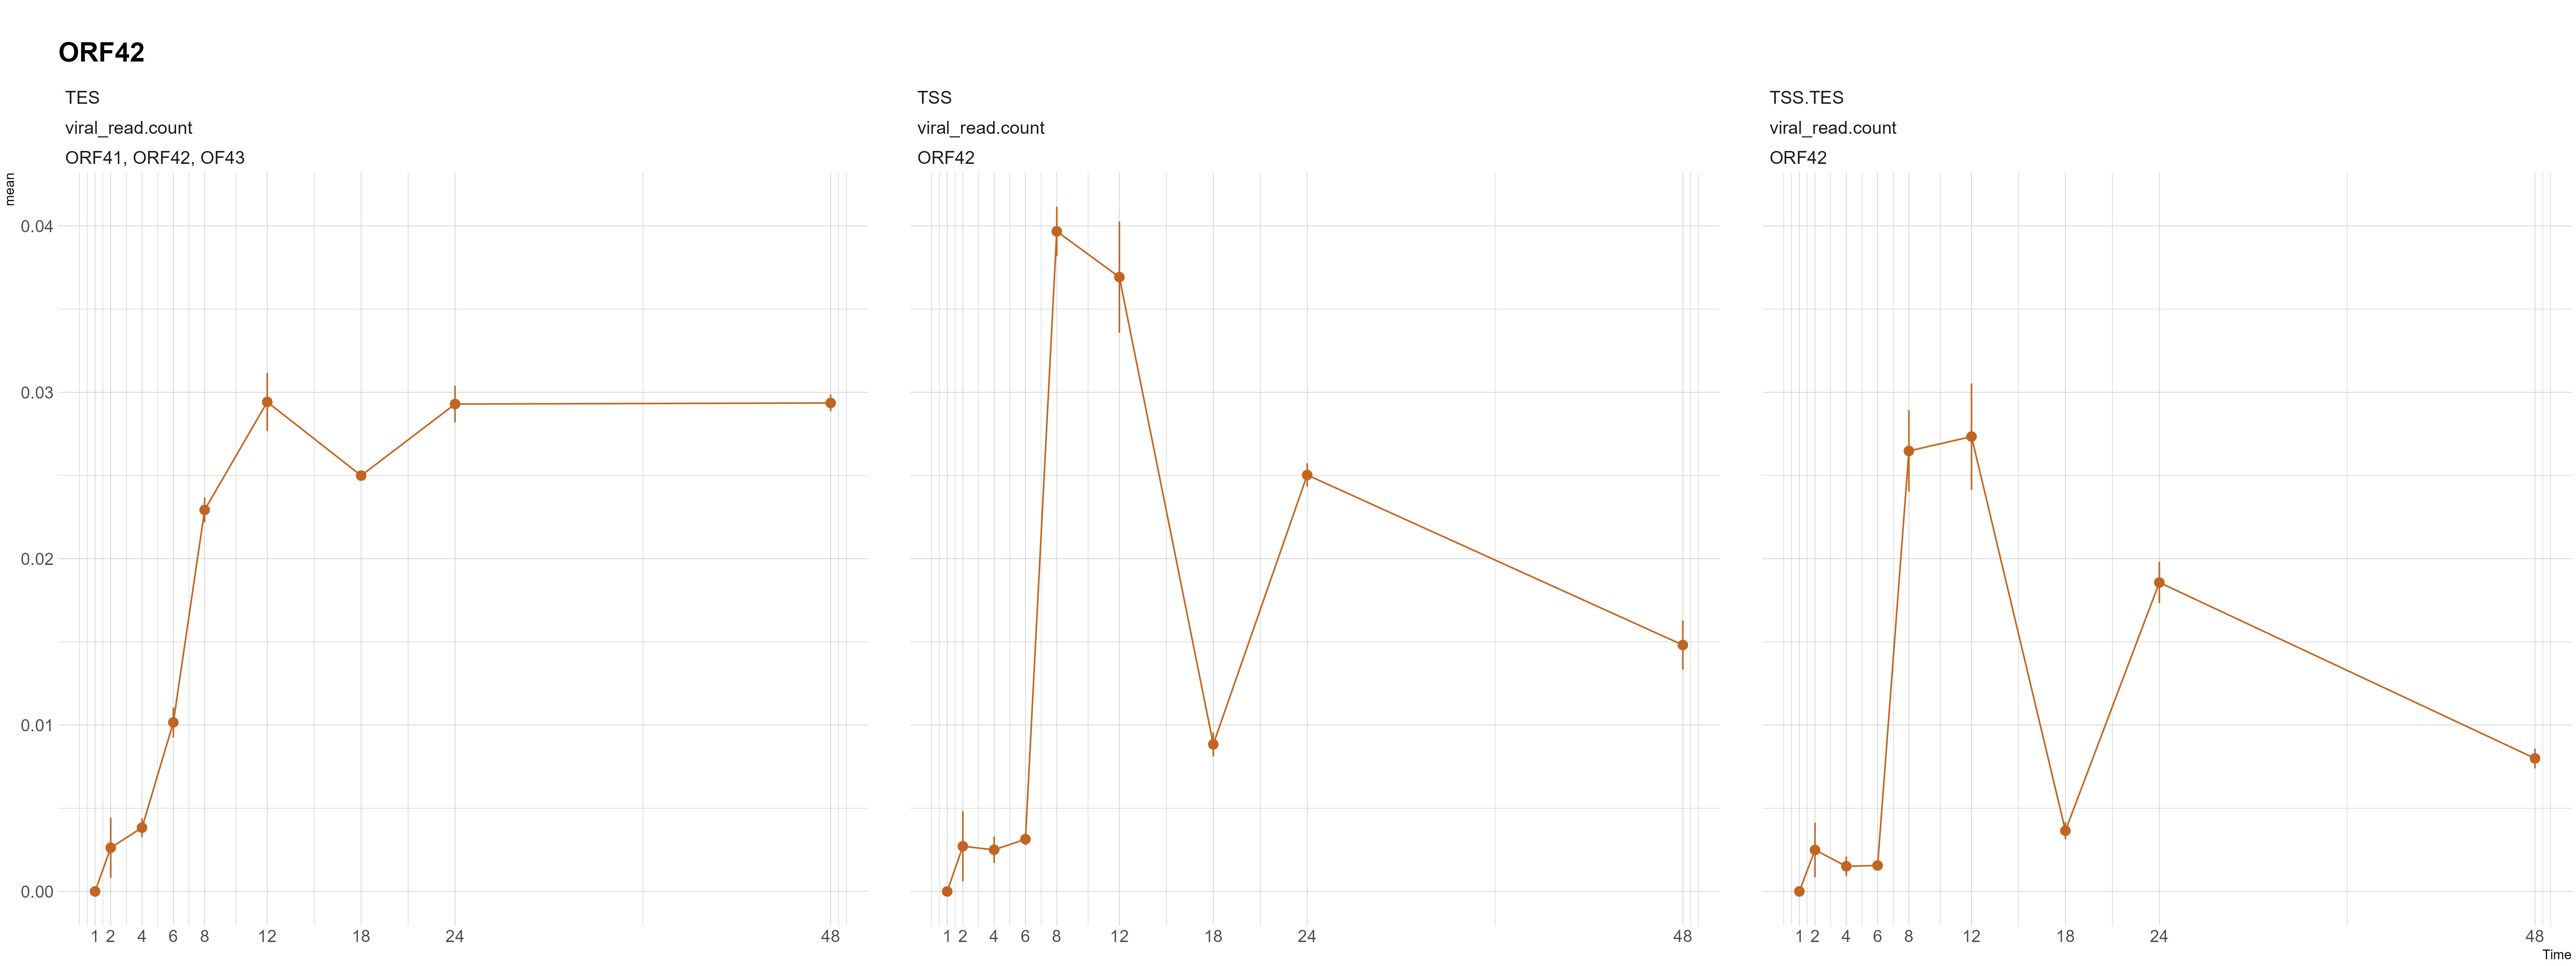 ORF42
TES
viral_read.count
ORF41, ORF42, OF43
TSS
viral_read.count
ORF42
TSS.TES
viral_read.count
ORF42
mean
0.04
0.03
0.02
0.01
0.00
1 2 4 6 8 12 18 24 48
1 2 4 6 8 12 18 24 48
1 2 4 6 8 12 18 24 48
Time